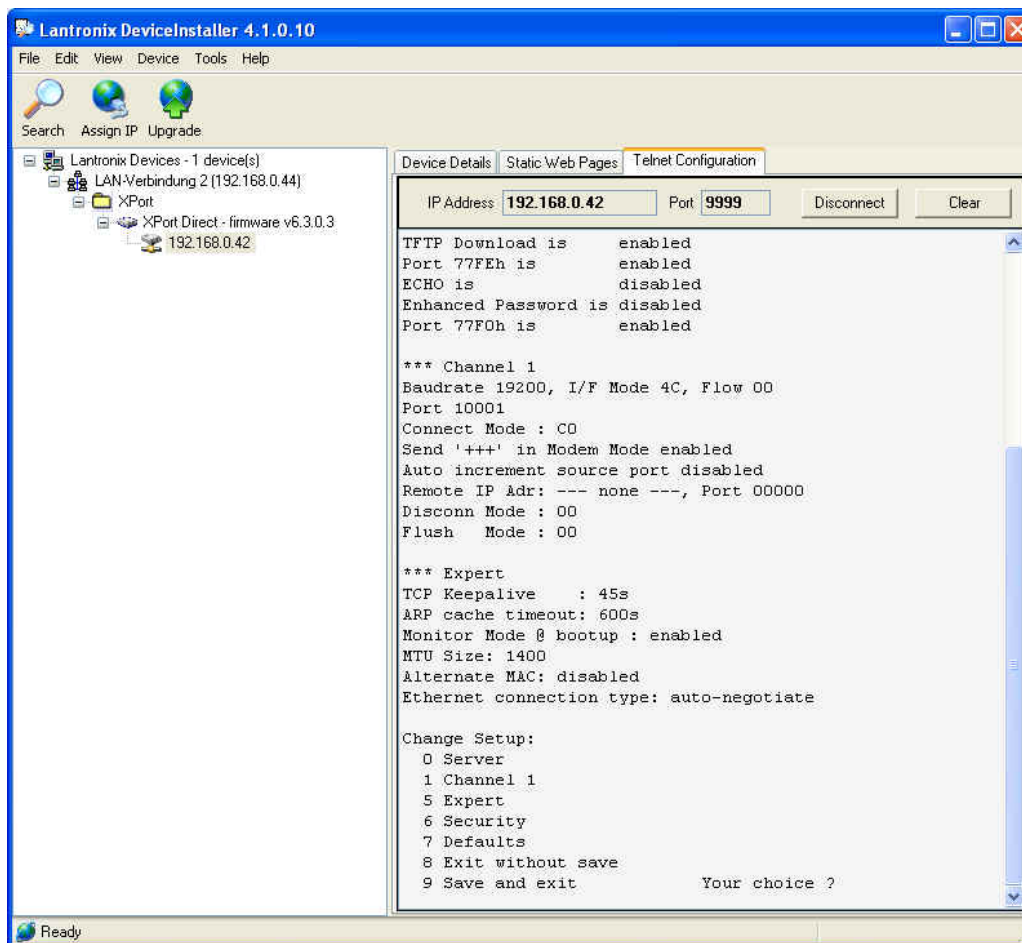 Lantronix DeviceInstaller 4.1.0.10
File Edit View Device Tools Help
Search Assign IP Upgrade
Lantronix Devices - 1 device(s)
LAN-Verbindung 2 (192.168.0.44)
XPort
XPort Direct - firmware v6.3.0.3
192.168.0.42
Device Details Static Web Pages Telnet Configuration
IP Address 192.168.0.42 Port 9999 Disconnect Clear
TFTP Download is enabled
Port 77FEh is enabled
ECHO is disabled
Enhanced Password is disabled
Port 77F0h is enabled
*** Channel 1
Baudrate 19200, I/F Mode 4C, Flow 00
Port 10001
Connect Mode : C0
Send '+++' in Modem Mode enabled
Auto increment source port disabled
Remote IP Adr: --- none ---, Port 00000
Disconn Mode : 00
Flush Mode : 00
*** Expert
TCP Keepalive : 45s
ARP cache timeout: 600s
Monitor Mode @ bootup : enabled
MTU Size: 1400
Alternate MAC: disabled
Ethernet connection type: auto-negotiate
Change Setup:
0 Server
1 Channel 1
5 Expert
6 Security
7 Defaults
8 Exit without save
9 Save and exit Your choice ?
Ready